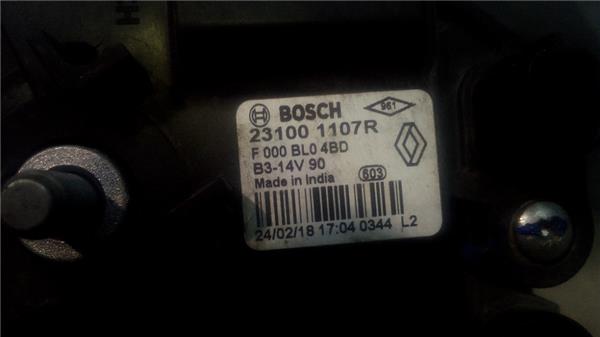 BOSCH 961
23100 1107R
F 000 BL0 4BD
B3-14V 90
Made in India 603
24/02/18 17:04 0344 L2